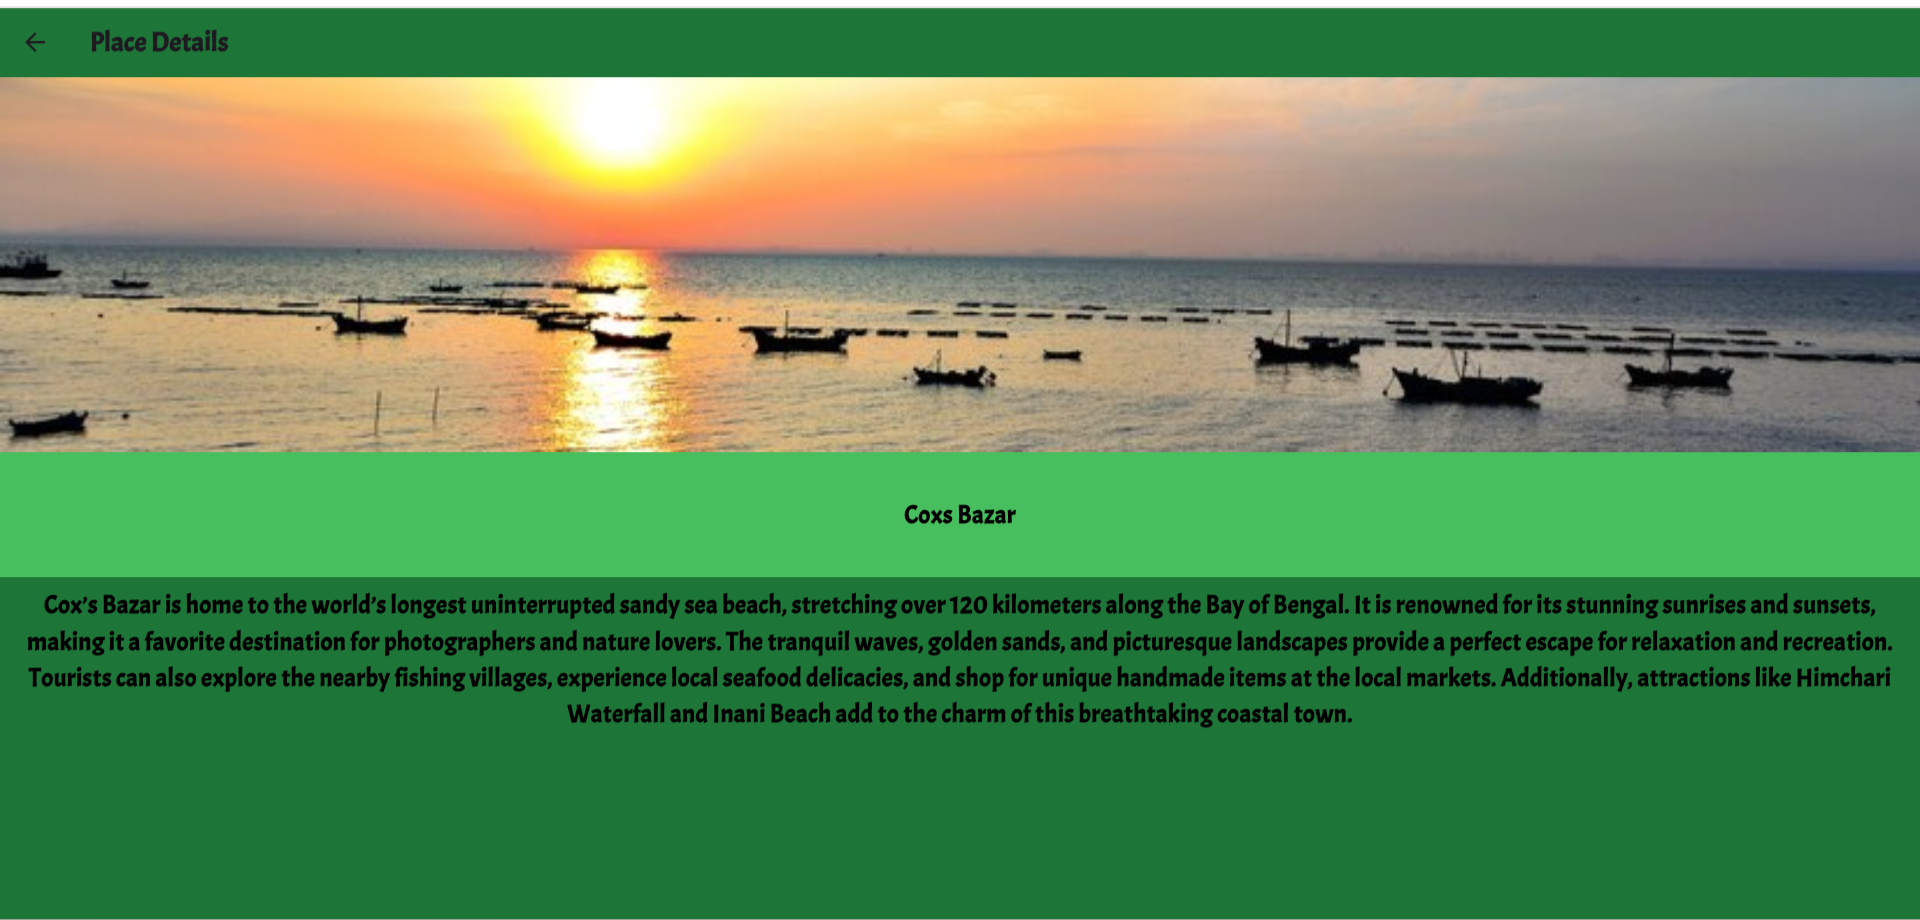 Place Details
Coxs Bazar
Cox’s Bazar is home to the world’s longest uninterrupted sandy sea beach, stretching over 120 kilometers along the Bay of Bengal. It is renowned for its stunning sunrises and sunsets,
making it a favorite destination for photographers and nature lovers. The tranquil waves, golden sands, and picturesque landscapes provide a perfect escape for relaxation and recreation.
Tourists can also explore the nearby fishing villages, experience local seafood delicacies, and shop for unique handmade items at the local markets. Additionally, attractions like Himchari
Waterfall and Inani Beach add to the charm of this breathtaking coastal town.